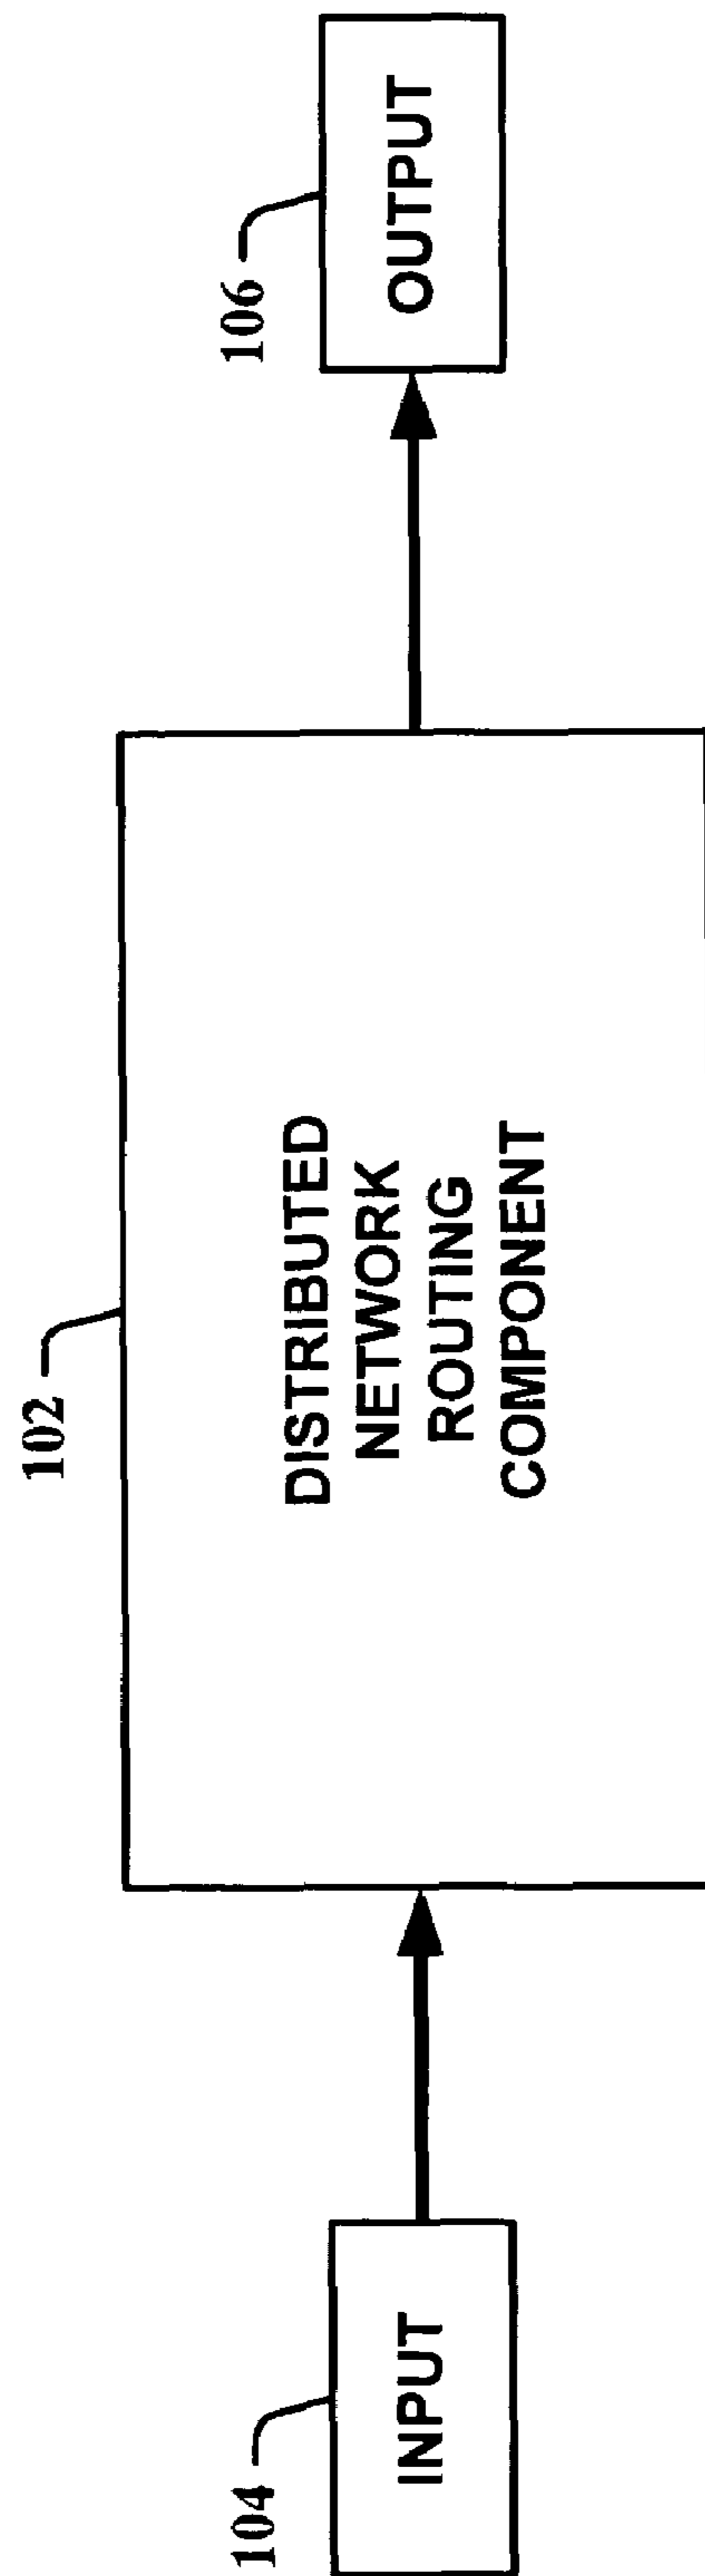 102
DISTRIBUTED
NETWORK
ROUTING
COMPONENT
104
INPUT
106
OUTPUT